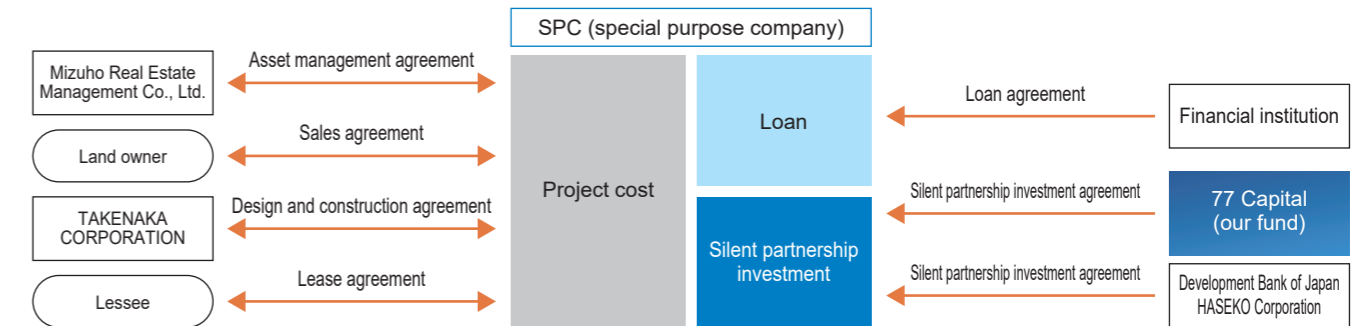 SPC (special purpose company)
Mizuho Real Estate
Management Co., Ltd.
Asset management agreement
Land owner
Sales agreement
TAKENAKA
CORPORATION
Design and construction agreement
Lessee
Lease agreement
Project cost
Loan
Silent partnership
investment
Loan agreement
Financial institution
Silent partnership investment agreement
77 Capital
(our fund)
Silent partnership investment agreement
Development Bank of Japan
HASEKO Corporation